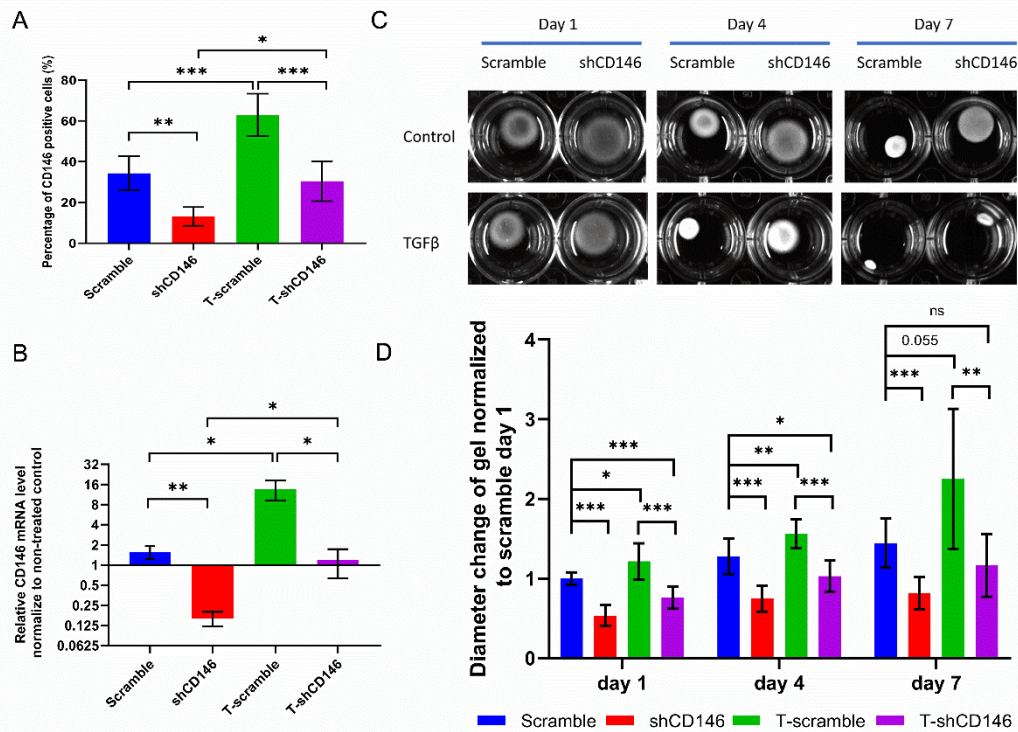 A
Percentage of CD146 positive cells (%)
80
60
40
20
0
*
***
***
**
Scramble
shCD146
T-scramble
T-shCD146
B
Relative CD146 mRNA level
normalize to non-treated control
32
16
8
4
2
1
0.5
0.25
0.125
0.0625
*
*
*
**
Scramble
shCD146
T-scramble
T-shCD146
C
Day 1
Day 4
Day 7
Scramble
shCD146
Scramble
shCD146
Scramble
shCD146
Control
TGFβ
D
Diameter change of gel normalized
to scramble day 1
4
3
2
1
0
***
*
***
***
*
**
***
***
ns
0.055
***
**
day 1
day 4
day 7
Scramble
shCD146
T-scramble
T-shCD146